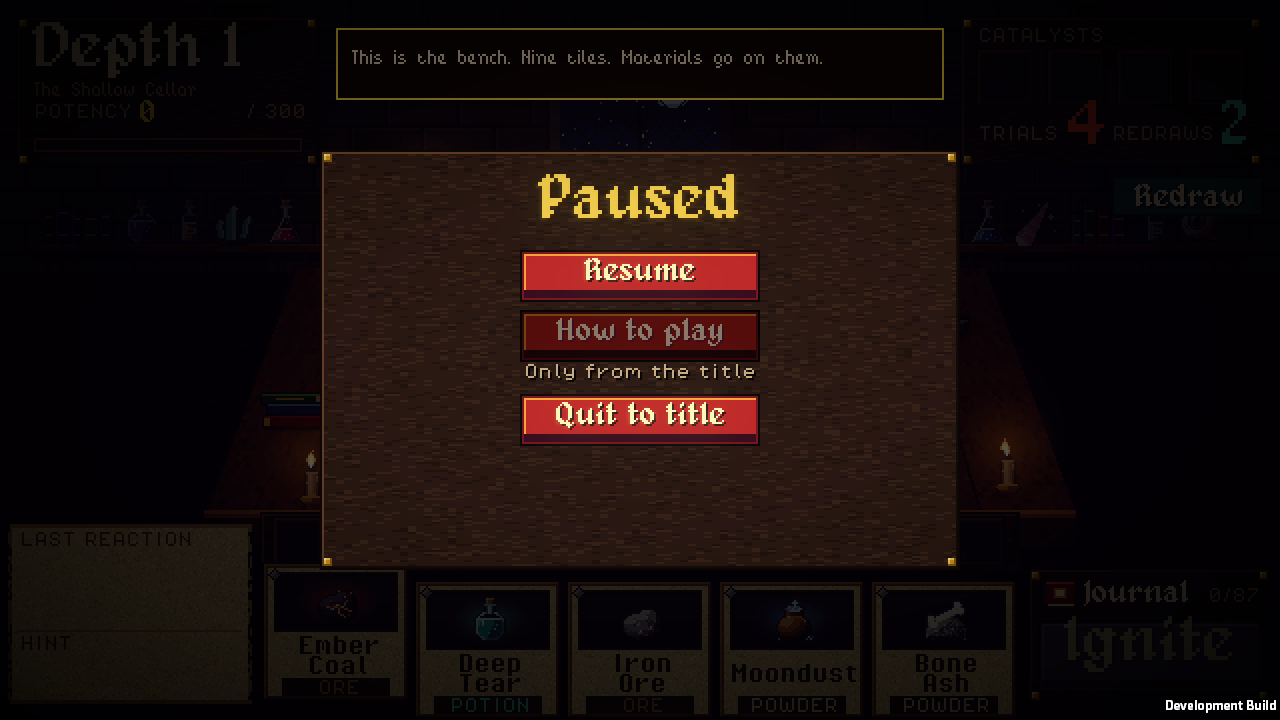 Depth 1
The Shallow Cellar
POTENCY 0 / 300
This is the bench. Nine tiles. Materials go on them.
CATALYSTS
TRIALS 4 REDRAWS 2
Redraw
Paused
Resume
How to play
Only from the title
Quit to title
LAST REACTION
HINT
Ember
Coal
ORE
Deep
Tear
POTION
Iron
Ore
ORE
Moondust
POWDER
Bone
Ash
POWDER
Journal 0/87
Ignite
Development Build